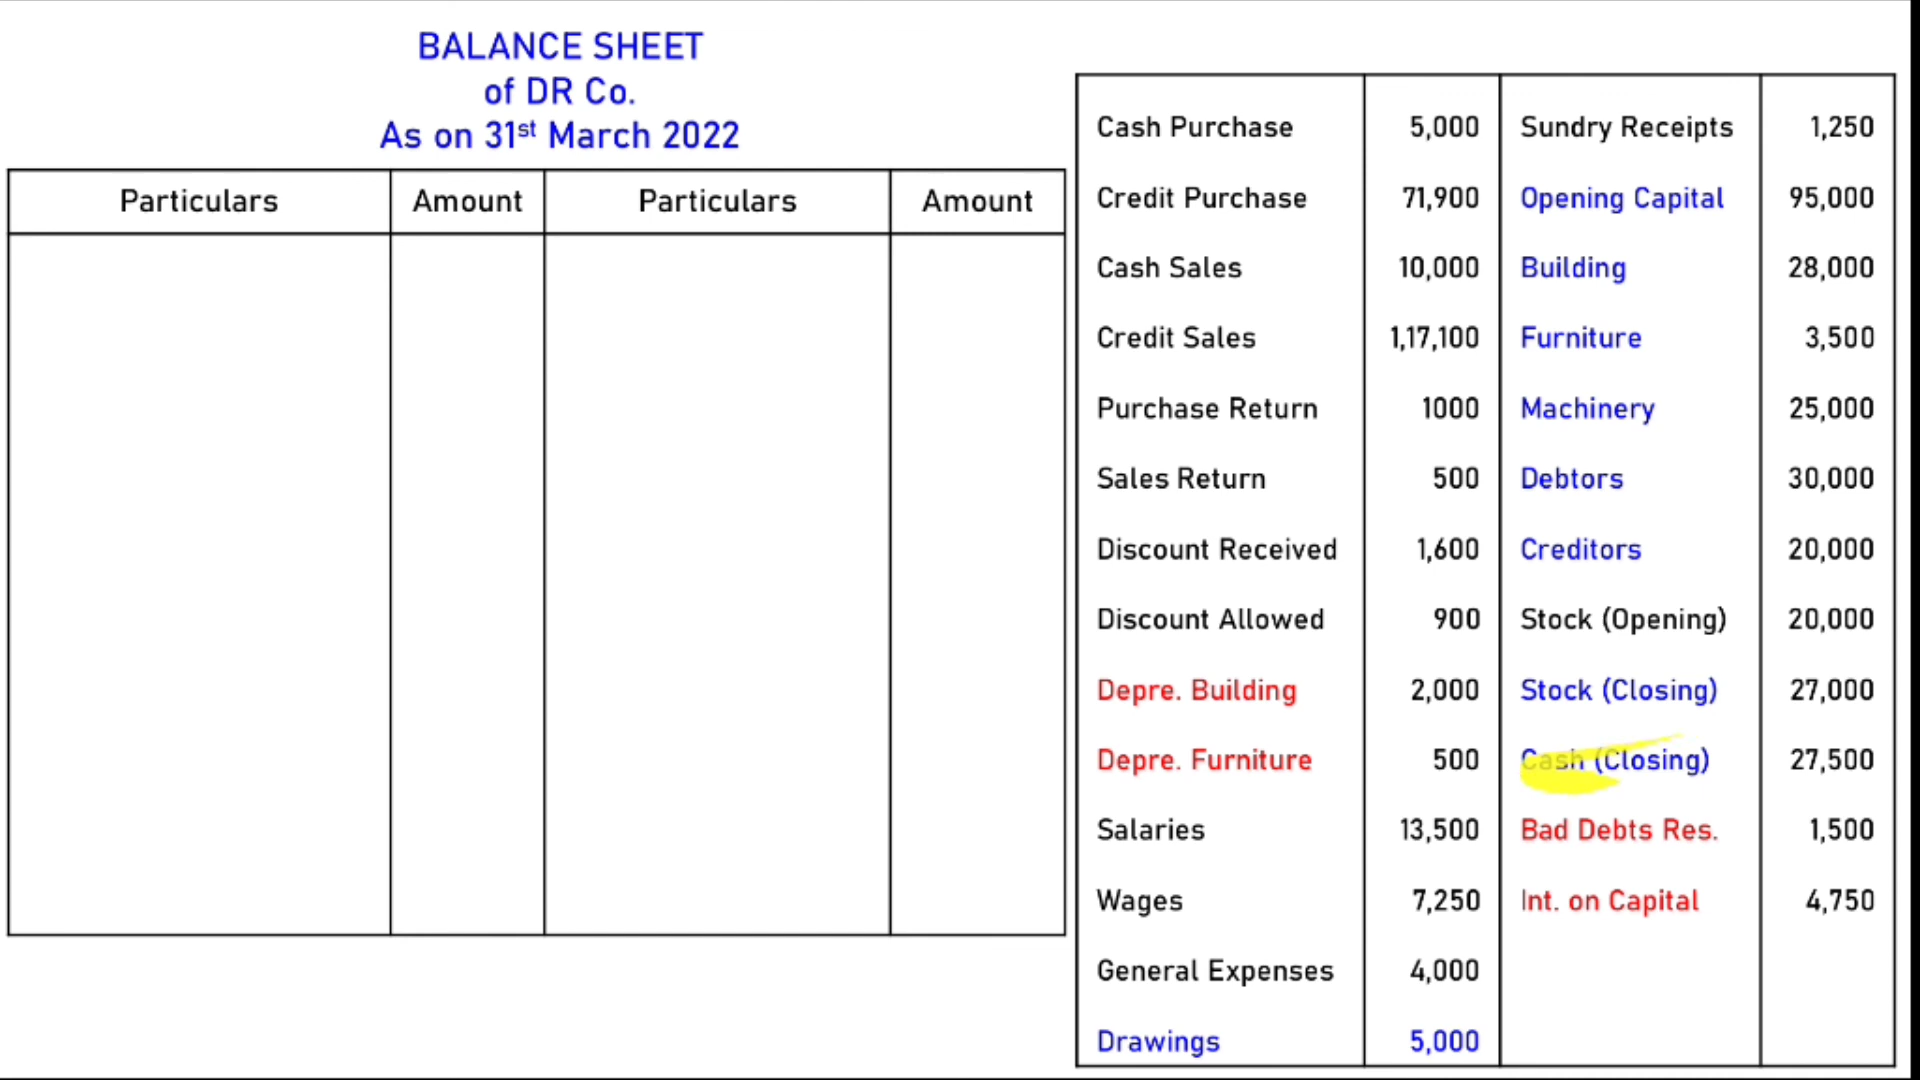 BALANCE SHEET
of DR Co.
As on 31st March 2022
Particulars Amount Particulars Amount
Cash Purchase 5,000 Sundry Receipts 1,250
Credit Purchase 71,900 Opening Capital 95,000
Cash Sales 10,000 Building 28,000
Credit Sales 1,17,100 Furniture 3,500
Purchase Return 1000 Machinery 25,000
Sales Return 500 Debtors 30,000
Discount Received 1,600 Creditors 20,000
Discount Allowed 900 Stock (Opening) 20,000
Depre. Building 2,000 Stock (Closing) 27,000
Depre. Furniture 500 Cash (Closing) 27,500
Salaries 13,500 Bad Debts Res. 1,500
Wages 7,250 Int. on Capital 4,750
General Expenses 4,000
Drawings 5,000